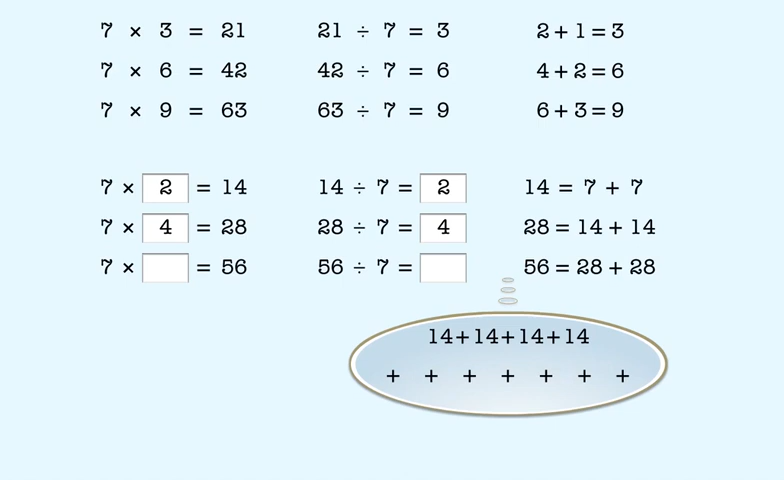 7 × 3 = 21 21 ÷ 7 = 3 2 + 1 = 3
7 × 6 = 42 42 ÷ 7 = 6 4 + 2 = 6
7 × 9 = 63 63 ÷ 7 = 9 6 + 3 = 9
7 × 2 = 14 14 ÷ 7 = 2 14 = 7 + 7
7 × 4 = 28 28 ÷ 7 = 4 28 = 14 + 14
7 × = 56 56 ÷ 7 = 56 = 28 + 28
14+14+14+14
+ + + + + + +